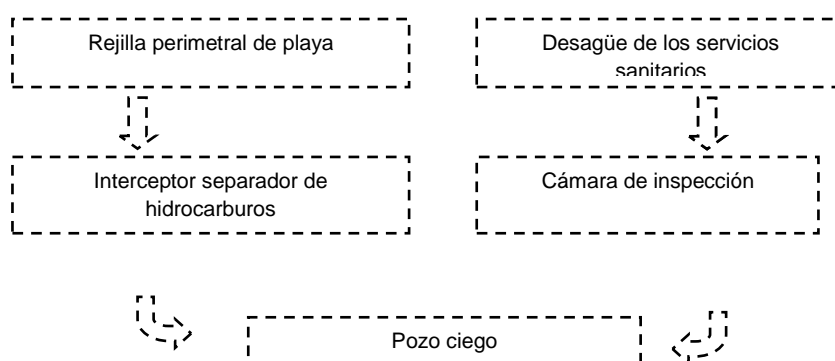 Rejilla perimetral de playa
Desagüe de los servicios
sanitarios
Interceptor separador de
hidrocarburos
Cámara de inspección
Pozo ciego